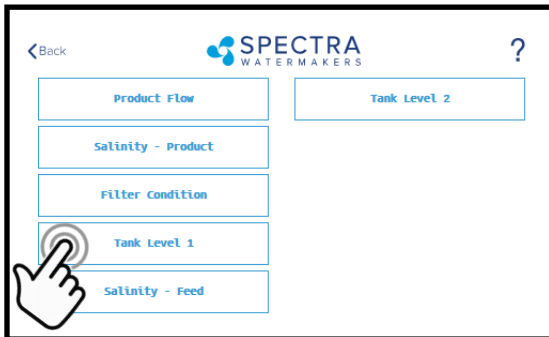 Back
SPECTRA
WATERMAKERS
?
Product Flow
Tank Level 2
Salinity - Product
Filter Condition
Tank Level 1
Salinity - Feed